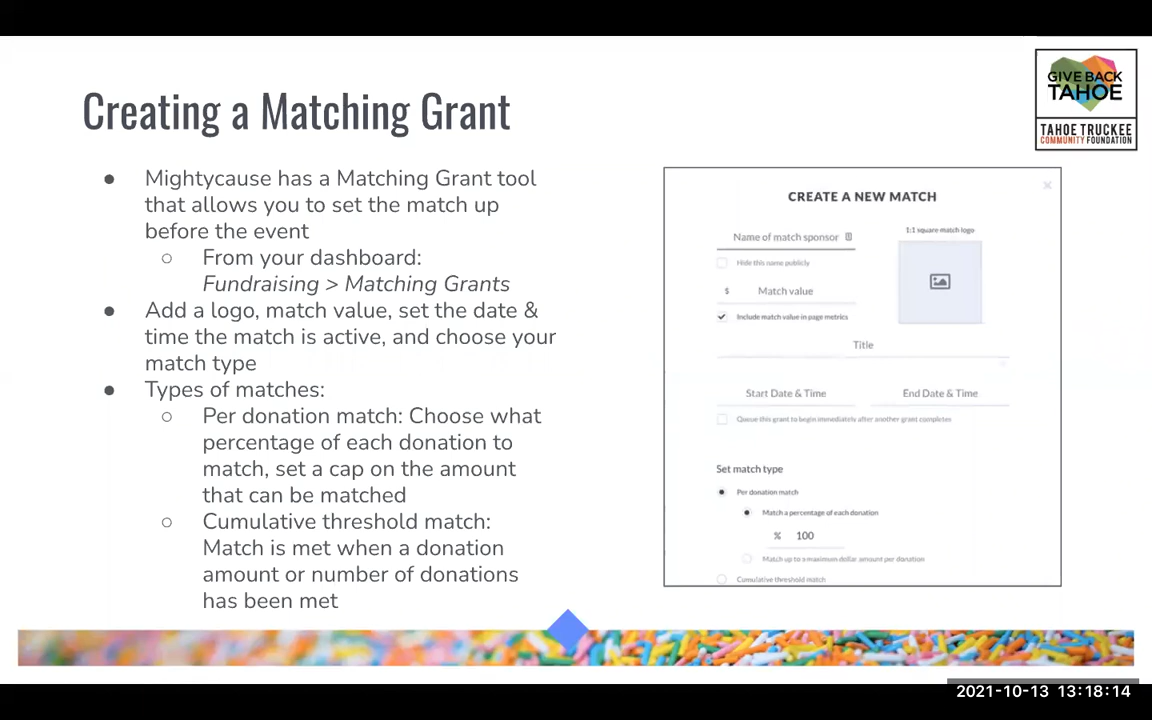 Creating a Matching Grant
GIVE BACK
TAHOE
TAHOE TRUCKEE
COMMUNITY FOUNDATION
● Mightycause has a Matching Grant tool
that allows you to set the match up
before the event
○ From your dashboard:
Fundraising > Matching Grants
● Add a logo, match value, set the date &
time the match is active, and choose your
match type
● Types of matches:
○ Per donation match: Choose what
percentage of each donation to
match, set a cap on the amount
that can be matched
○ Cumulative threshold match:
Match is met when a donation
amount or number of donations
has been met
CREATE A NEW MATCH
Name of match sponsor
1:1 square match logo
Hide this name publicly
$ Match value
Include match value in page metrics
Title
Start Date & Time
End Date & Time
Queue this grant to begin immediately after another grant completes
Set match type
Per donation match
Match a percentage of each donation
% 100
Match up to a maximum dollar amount per donation
Cumulative threshold match
2021-10-13 13:18:14